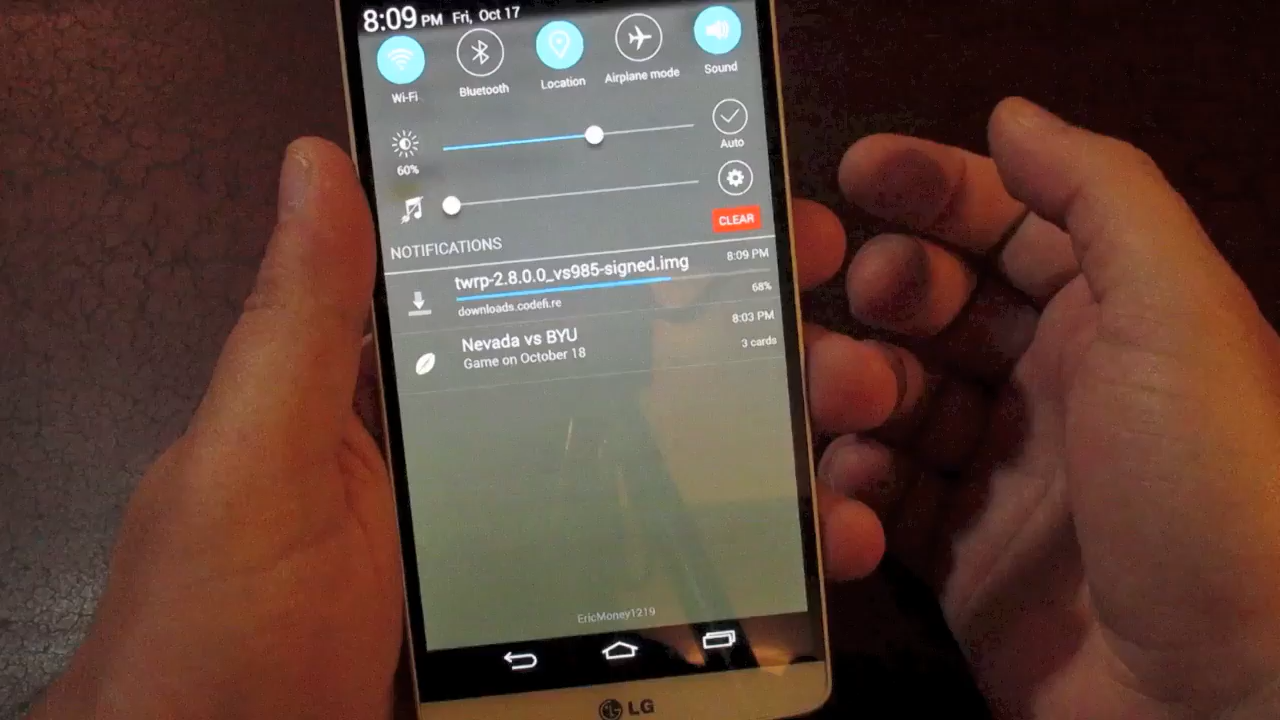 8:09 PM Fri, Oct 17
Wi-Fi
Bluetooth
Location
Airplane mode
Sound
60%
Auto
CLEAR
NOTIFICATIONS
twrp-2.8.0.0_vs985-signed.img
8:09 PM
downloads.codefi.re
68%
Nevada vs BYU
8:03 PM
Game on October 18
3 cards
EricMoney1219
LG